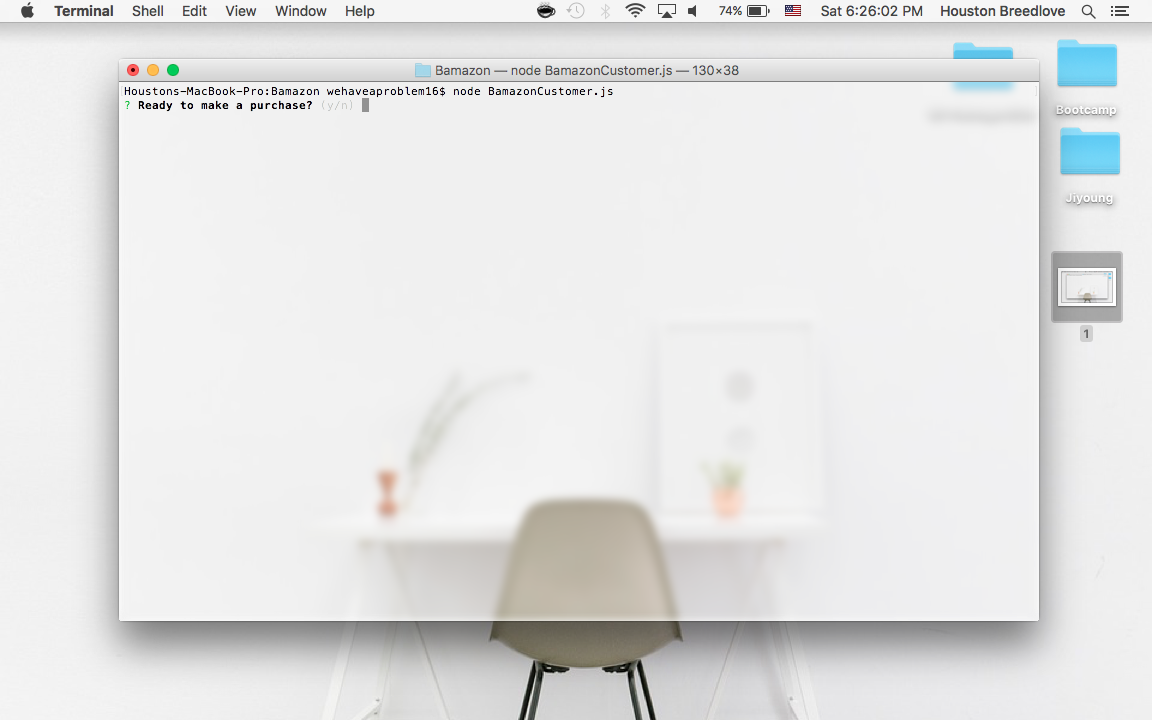 Terminal Shell Edit View Window Help 74% Sat 6:26:02 PM Houston Breedlove
Bamazon — node BamazonCustomer.js — 130×38
Houstons-MacBook-Pro:Bamazon wehaveaproblem16$ node BamazonCustomer.js
? Ready to make a purchase? (y/n)
Bootcamp
Jiyoung
1